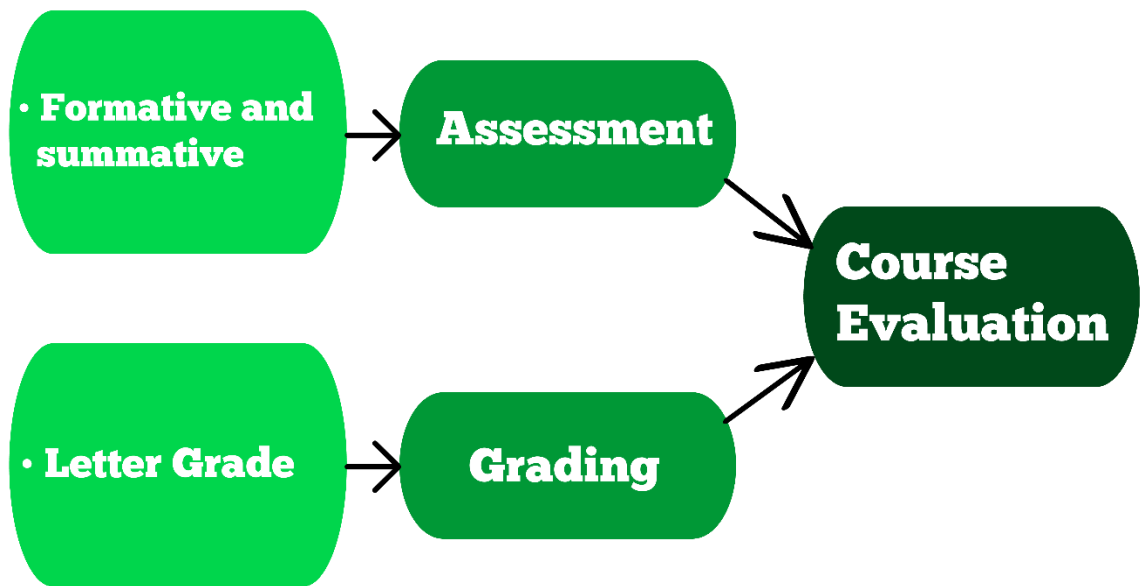 • Formative and
summative
Assessment
Course
Evaluation
• Letter Grade
Grading